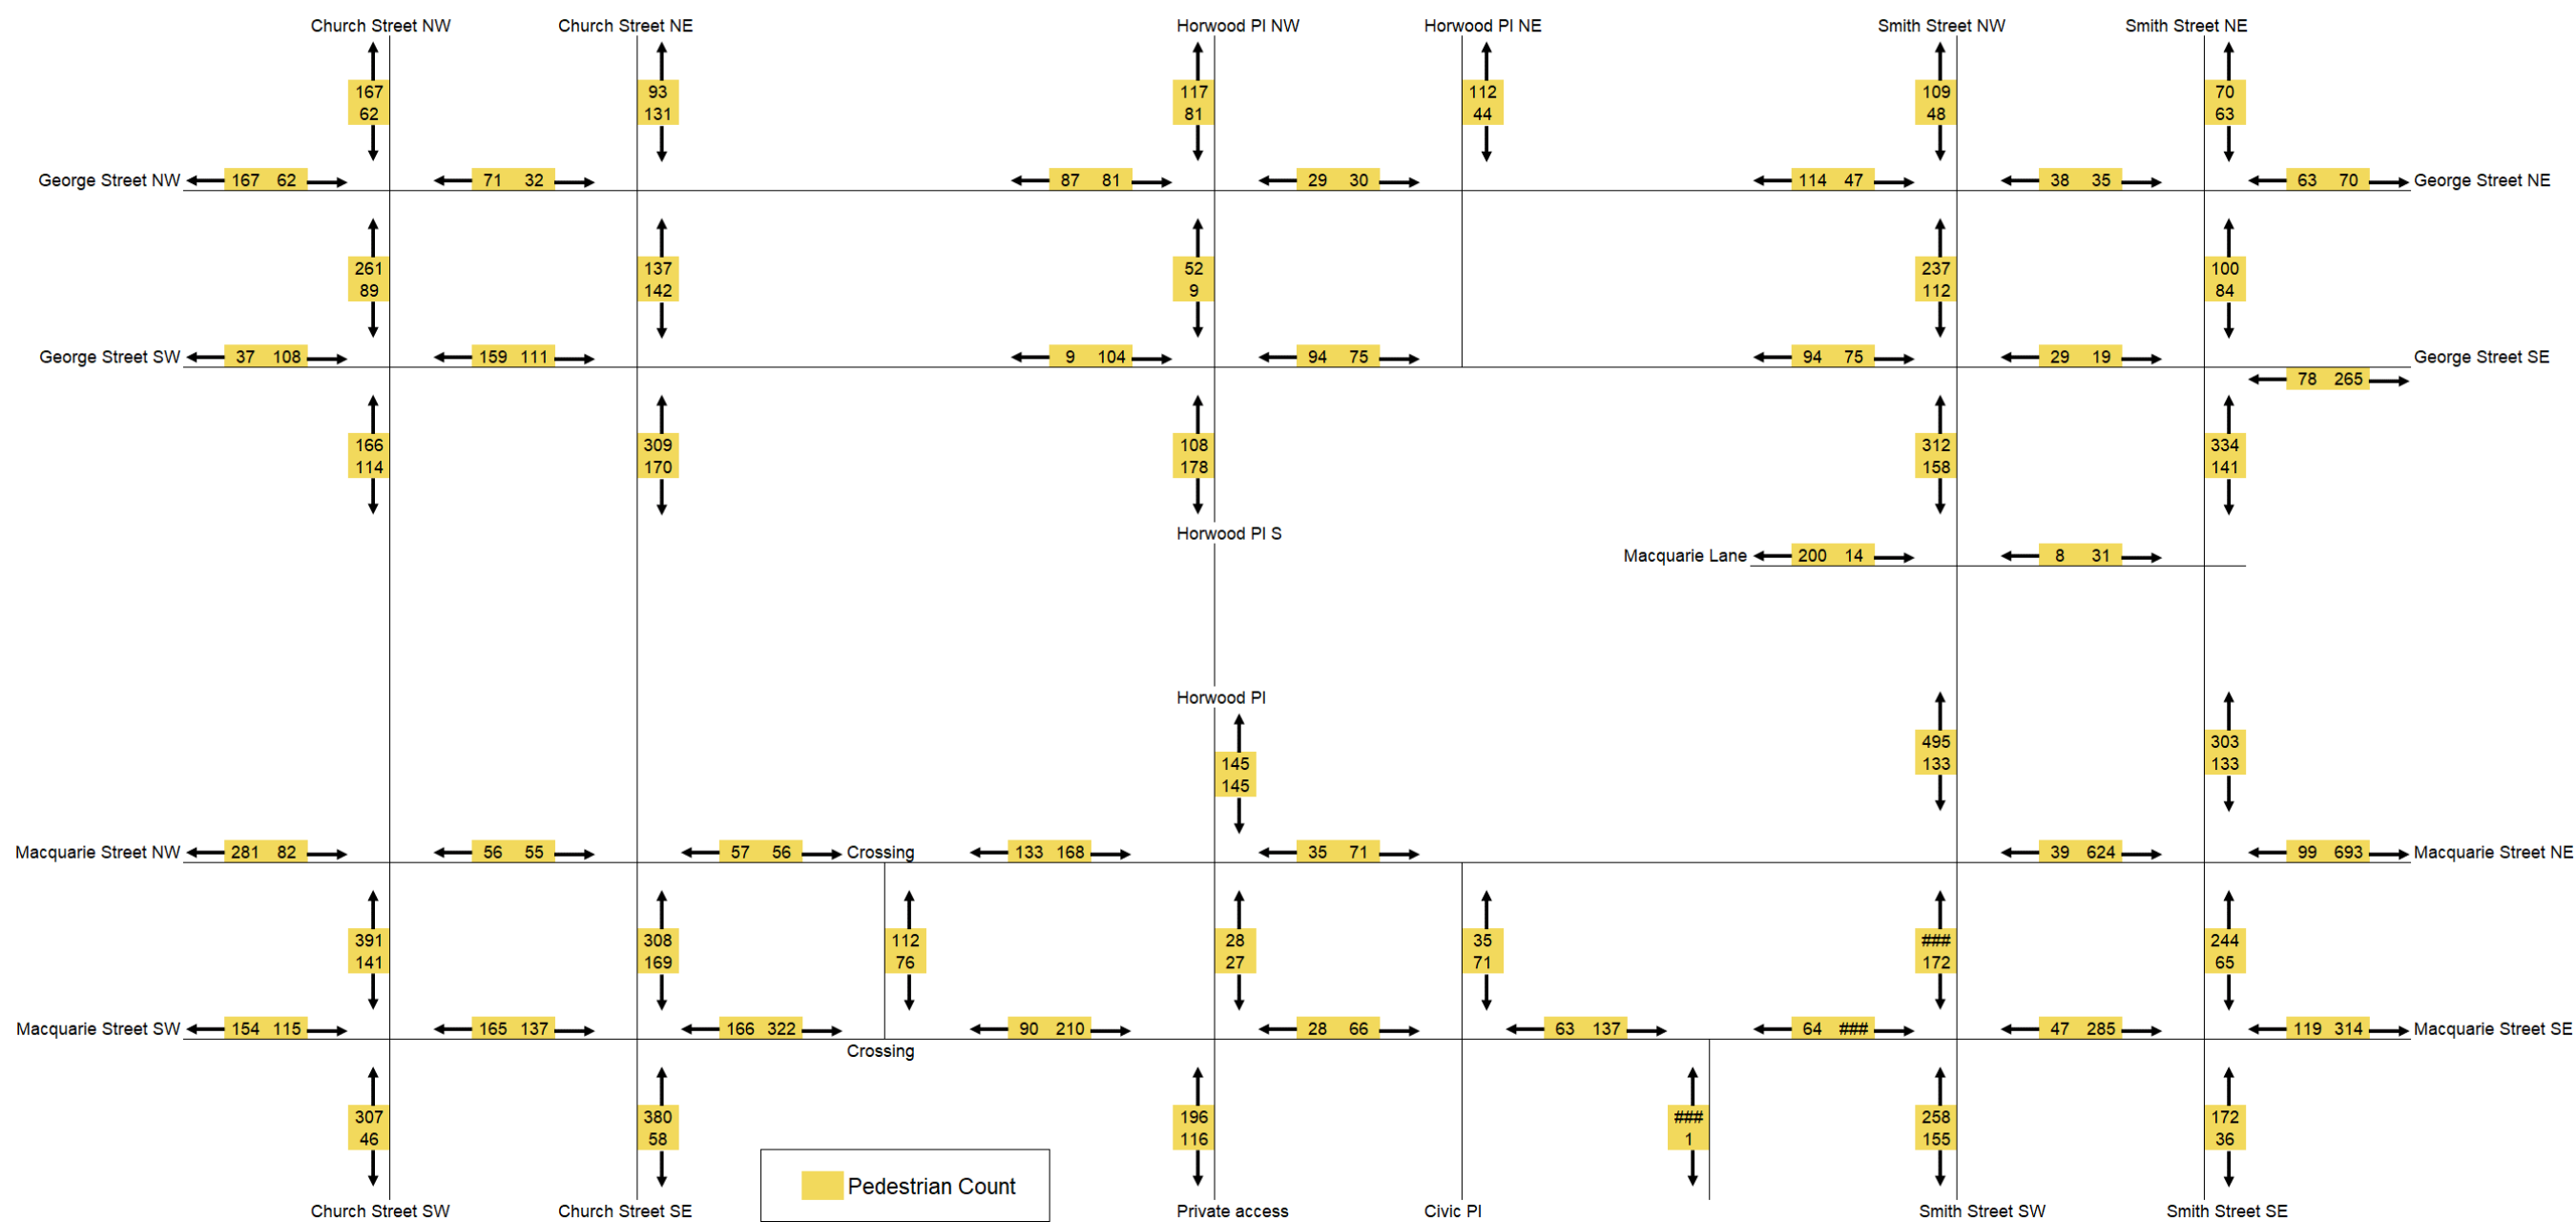 Church Street NW Church Street NE Horwood Pl NW Horwood Pl NE Smith Street NW Smith Street NE
167 93 117 112 109 70
62 131 81 44 48 63
George Street NW 167 62 71 32 87 81 29 30 114 47 38 35 63 70 George Street NE
261 137 52 237 100
89 142 9 112 84
George Street SW 37 108 159 111 9 104 94 75 94 75 29 19 George Street SE
78 265
166 309 108 312 334
114 170 178 158 141
Horwood Pl S
Macquarie Lane 200 14 8 31
Horwood Pl
495 303
133 133
145
145
Macquarie Street NW 281 82 56 55 57 56 Crossing 133 168 35 71 39 624 99 693 Macquarie Street NE
391 308 112 28 35 ### 244
141 169 76 27 71 172 65
Macquarie Street SW 154 115 165 137 166 322 90 210 28 66 63 137 64 ### 47 285 119 314 Macquarie Street SE
Crossing
307 380 196 ### 258 172
46 58 116 1 155 36
Pedestrian Count
Church Street SW Church Street SE Private access Civic Pl Smith Street SW Smith Street SE